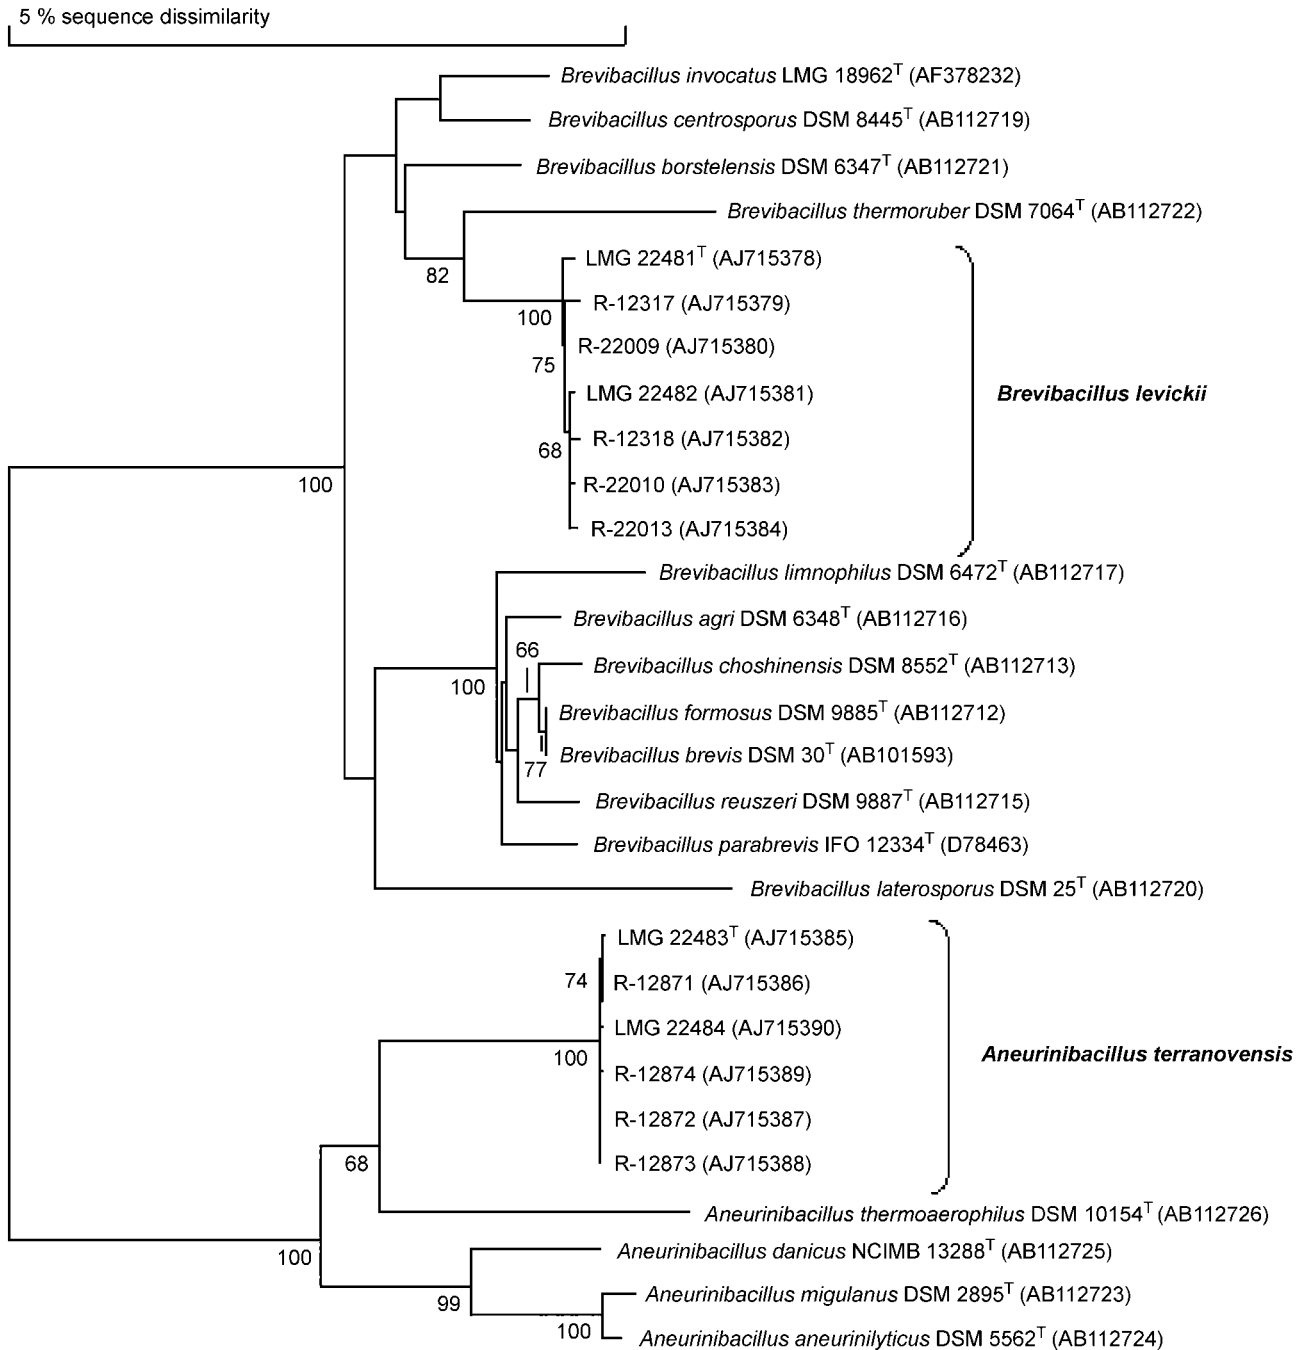 5 % sequence dissimilarity
Brevibacillus invocatus LMG 18962ᵀ (AF378232)
Brevibacillus centrosporus DSM 8445ᵀ (AB112719)
Brevibacillus borstelensis DSM 6347ᵀ (AB112721)
Brevibacillus thermoruber DSM 7064ᵀ (AB112722)
LMG 22481ᵀ (AJ715378)
82
R-12317 (AJ715379)
100
R-22009 (AJ715380)
75
LMG 22482 (AJ715381)
Brevibacillus levickii
R-12318 (AJ715382)
68
R-22010 (AJ715383)
100
R-22013 (AJ715384)
Brevibacillus limnophilus DSM 6472ᵀ (AB112717)
Brevibacillus agri DSM 6348ᵀ (AB112716)
66
Brevibacillus choshinensis DSM 8552ᵀ (AB112713)
100
Brevibacillus formosus DSM 9885ᵀ (AB112712)
Brevibacillus brevis DSM 30ᵀ (AB101593)
77
Brevibacillus reuszeri DSM 9887ᵀ (AB112715)
Brevibacillus parabrevis IFO 12334ᵀ (D78463)
Brevibacillus laterosporus DSM 25ᵀ (AB112720)
LMG 22483ᵀ (AJ715385)
74
R-12871 (AJ715386)
LMG 22484 (AJ715390)
Aneurinibacillus terranovensis
100
R-12874 (AJ715389)
R-12872 (AJ715387)
R-12873 (AJ715388)
68
Aneurinibacillus thermoaerophilus DSM 10154ᵀ (AB112726)
Aneurinibacillus danicus NCIMB 13288ᵀ (AB112725)
100
Aneurinibacillus migulanus DSM 2895ᵀ (AB112723)
99
100
Aneurinibacillus aneurinilyticus DSM 5562ᵀ (AB112724)